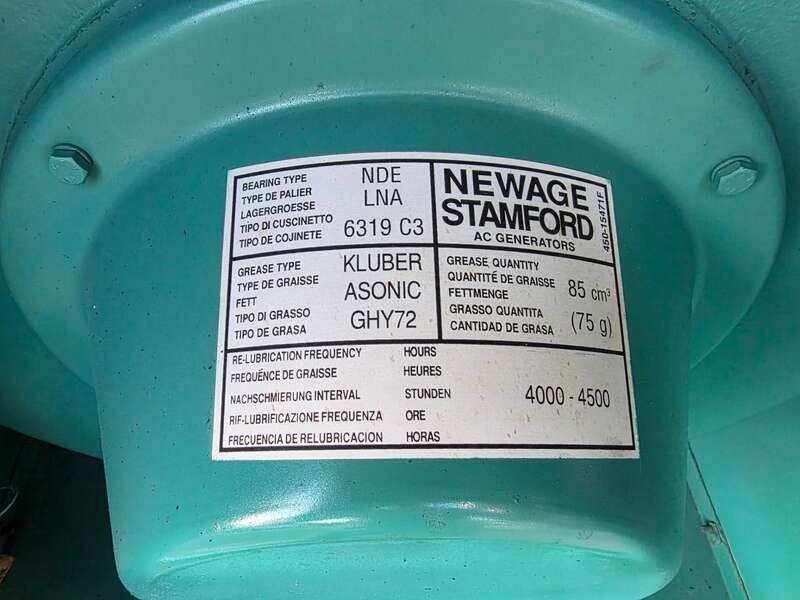 BEARING TYPE
TYPE DE PALIER
LAGERGROESSE
TIPO DI CUSCINETTO
TIPO DE COJINETE
NDE
LNA
6319 C3
NEWAGE
STAMFORD
AC GENERATORS
450-15471F
GREASE TYPE
TYPE DE GRAISSE
FETT
TIPO DI GRASSO
TIPO DE GRASA
KLUBER
ASONIC
GHY72
GREASE QUANTITY
QUANTITÉ DE GRAISSE
FETTMENGE
GRASSO QUANTITA
CANTIDAD DE GRASA
85 cm³
(75 g)
RE-LUBRICATION FREQUENCY HOURS
FREQUÉNCE DE GRAISSE HEURES
NACHSCHMIERUNG INTERVAL STUNDEN
RIF-LUBRIFICAZIONE FREQUENZA ORE
FRECUENCIA DE RELUBRICACION HORAS
4000 - 4500